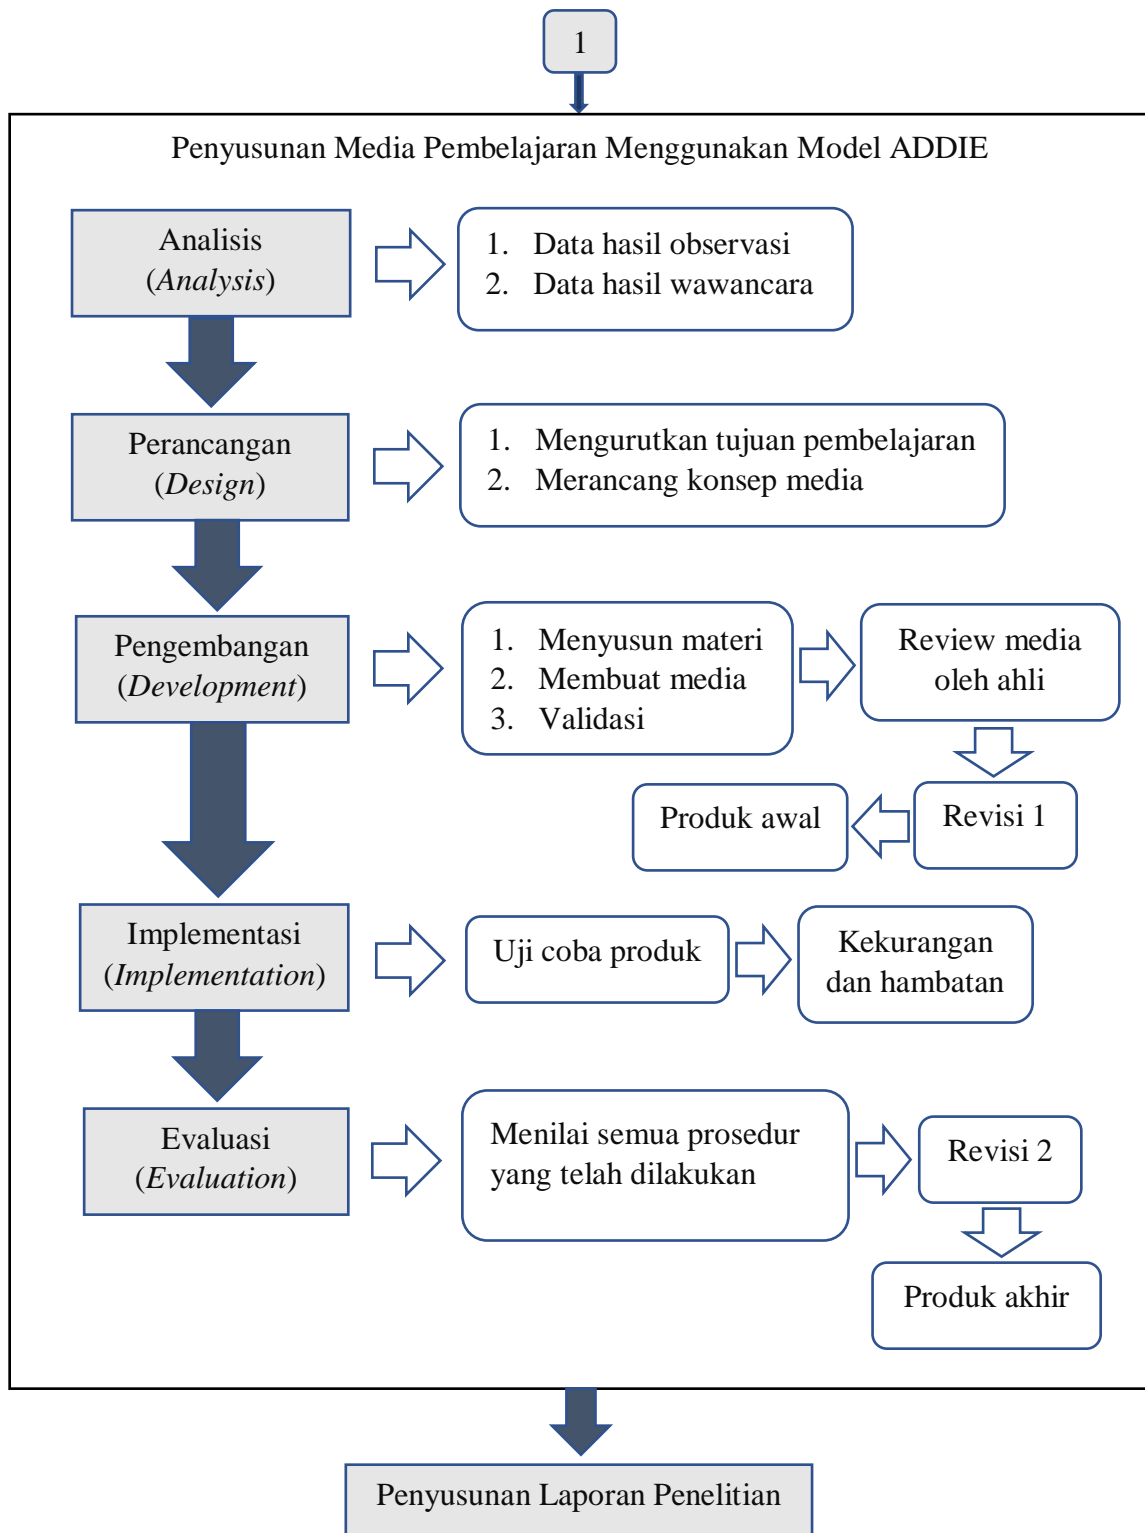 1
Penyusunan Media Pembelajaran Menggunakan Model ADDIE
Analisis
(Analysis)
1. Data hasil observasi
2. Data hasil wawancara
Perancangan
(Design)
1. Mengurutkan tujuan pembelajaran
2. Merancang konsep media
Pengembangan
(Development)
1. Menyusun materi
2. Membuat media
3. Validasi
Review media
oleh ahli
Revisi 1
Produk awal
Implementasi
(Implementation)
Uji coba produk
Kekurangan
dan hambatan
Evaluasi
(Evaluation)
Menilai semua prosedur
yang telah dilakukan
Revisi 2
Produk akhir
Penyusunan Laporan Penelitian